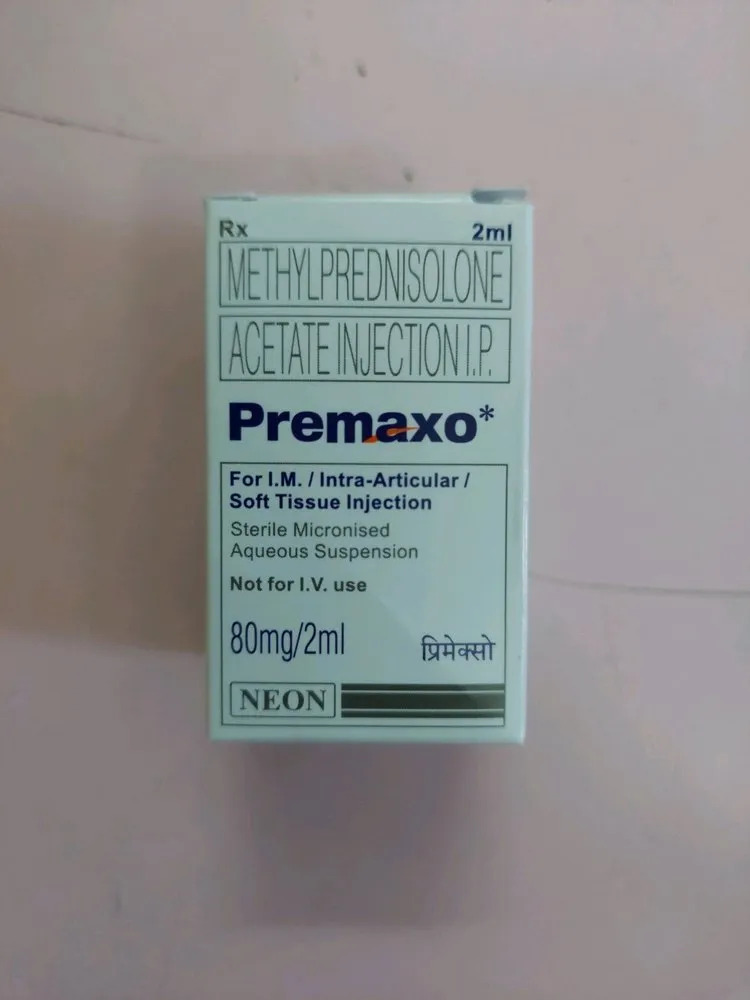 Rx 2ml
METHYLPREDNISOLONE
ACETATE INJECTION I.P.
Premaxo*
For I.M. / Intra-Articular /
Soft Tissue Injection
Sterile Micronised
Aqueous Suspension
Not for I.V. use
80mg/2ml प्रिमेक्सो
NEON